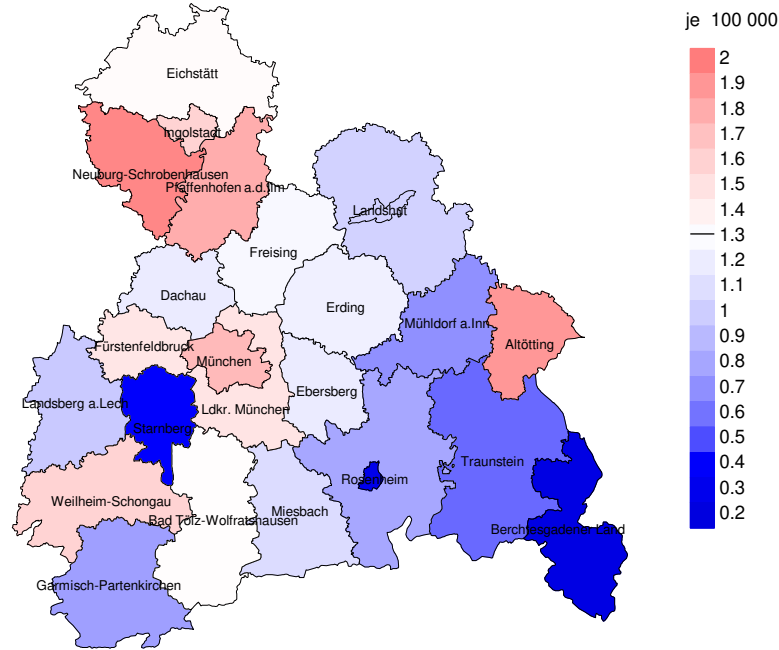 je 100 000
2
1.9
1.8
1.7
1.6
1.4
1.3
1.2
1.1
1
0.9
0.8
0.7
0.6
0.5
0.4
0.3
0.2
Eichstätt
Ingolstadt
Neuburg-Schrobenhausen
Pfaffenhofen a.d.Ilm
Landshut
Freising
Dachau
Erding
Mühldorf a.Inn
Altötting
Fürstenfeldbruck
München
Ebersberg
Landsberg a.Lech
Ldkr. München
Starnberg
Traunstein
Rosenheim
Weilheim-Schongau
Miesbach
Bad Tölz-Wolfratshausen
Berchtesgadener Land
Garmisch-Partenkirchen